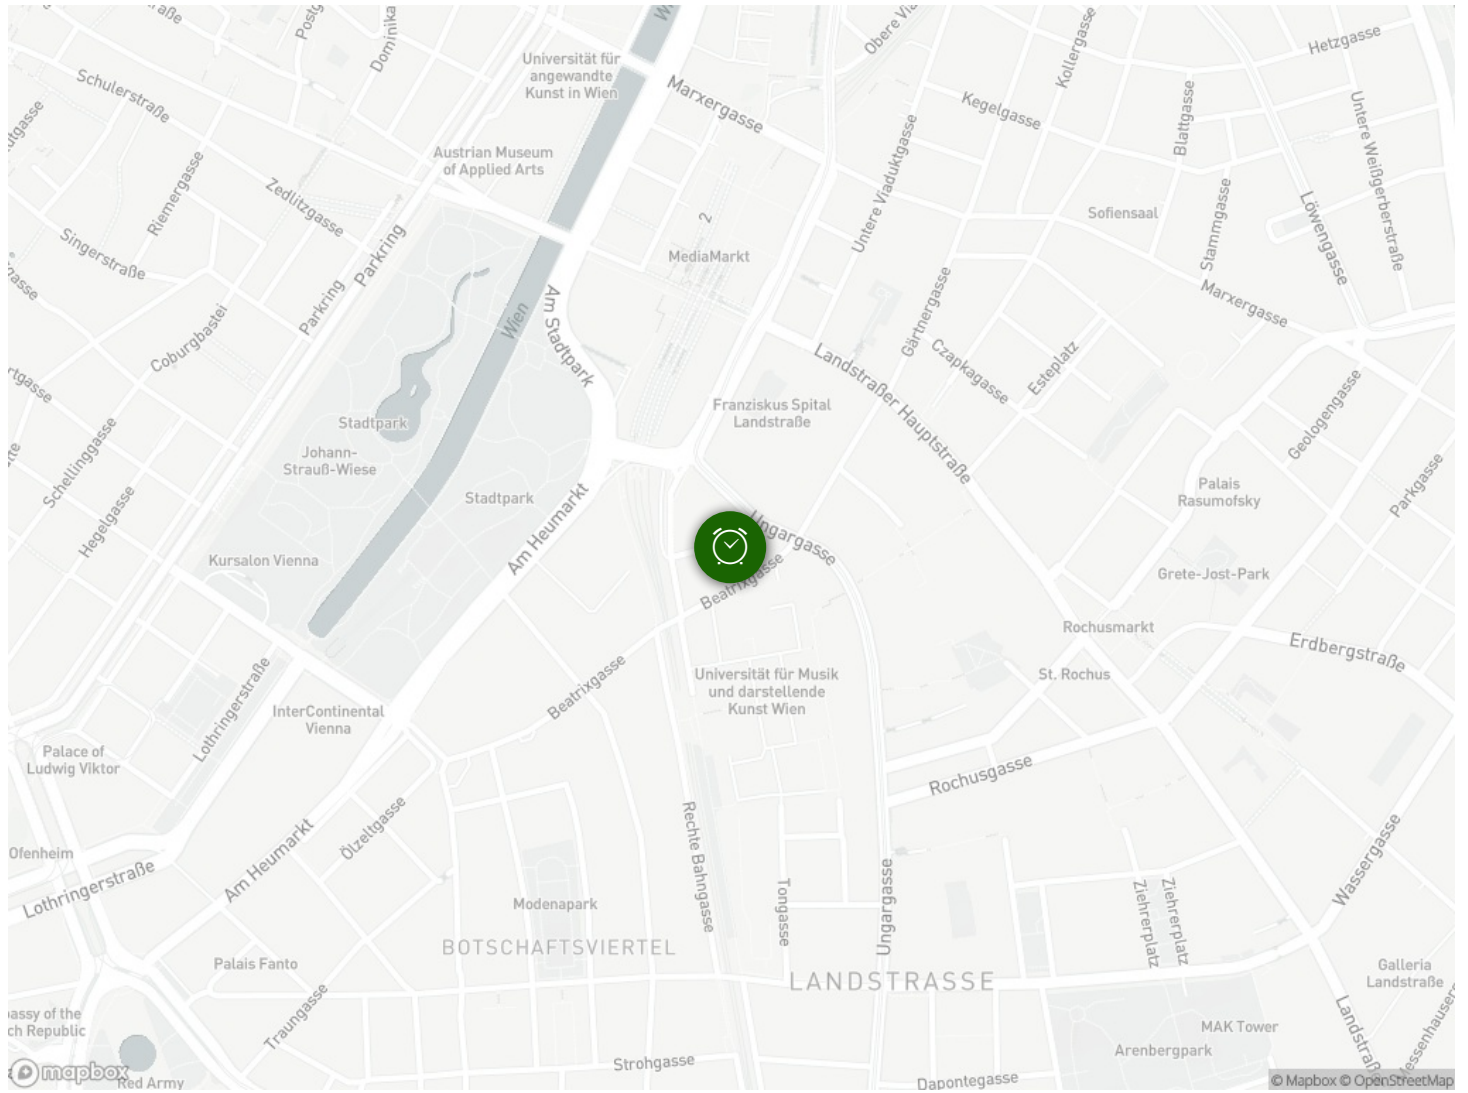 Universität für
angewandte
Kunst in Wien
Schulerstraße
Marxergasse
Kegelgasse
Kollergasse
Hetzgasse
Blattgasse
Untere Weißgerberstraße
Austrian Museum
of Applied Arts
Riemergasse
Zedlitzgasse
Untere Viaduktgasse
Sofiensaal
Stammgasse
Löwengasse
Singerstraße
Parkring
Parkring
2
MediaMarkt
Am Stadtpark
Wien
Coburgbastei
Gärtnergasse
Marxergasse
Landstraßer Hauptstraße
Czapkagasse
Esteplatz
Franziskus Spital
Landstraße
Geologengasse
Stadtpark
Johann-
Strauß-Wiese
Schellinggasse
Hegelgasse
Stadtpark
Palais
Rasumofsky
Parkgasse
Am Heumarkt
Ungargasse
Kursalon Vienna
Beatrixgasse
Grete-Jost-Park
Rochusmarkt
Erdbergstraße
St. Rochus
Lothringerstraße
InterContinental
Vienna
Beatrixgasse
Universität für Musik
und darstellende
Kunst Wien
Palace of
Ludwig Viktor
Rochusgasse
Ölzeltgasse
Rechte Bahngasse
Ofenheim
Lothringerstraße
Am Heumarkt
Wassergasse
Modenapark
Tongasse
Ungargasse
Ziehrerplatz
Ziehrerplatz
BOTSCHAFTSVIERTEL
LANDSTRASSE
Palais Fanto
Galleria
Landstraße
Traungasse
MAK Tower
Arenbergpark
Strohgasse
Dapontegasse
Red Army
mapbox
© Mapbox © OpenStreetMap